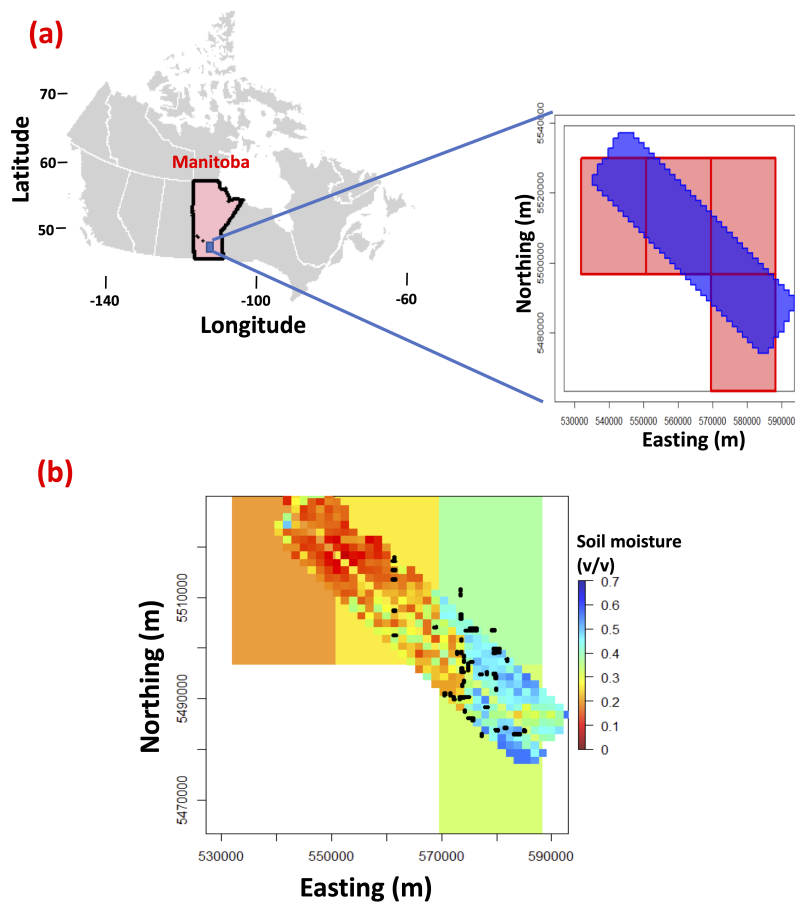 (a)
Latitude
70
60
50
Manitoba
-140
-100
-60
Longitude
Northing (m)
5540000
5520000
5500000
5480000
530000 540000 550000 560000 570000 580000 590000
Easting (m)
(b)
Northing (m)
5510000
5490000
5470000
530000
550000
570000
590000
Easting (m)
Soil moisture
(v/v)
0.7
0.6
0.5
0.4
0.3
0.2
0.1
0